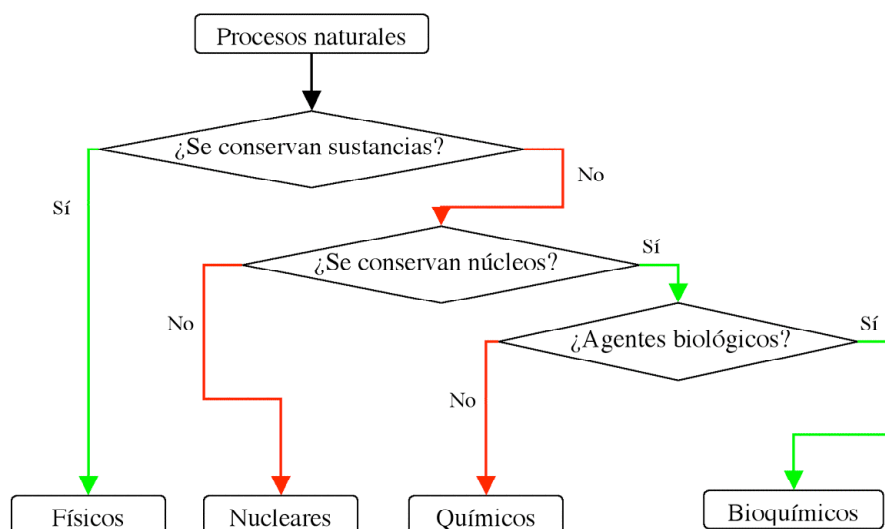 Procesos naturales
¿Se conservan sustancias?
No
Sí
Sí
¿Se conservan núcleos?
No
Sí
¿Agentes biológicos?
No
Físicos
Nucleares
Químicos
Bioquímicos